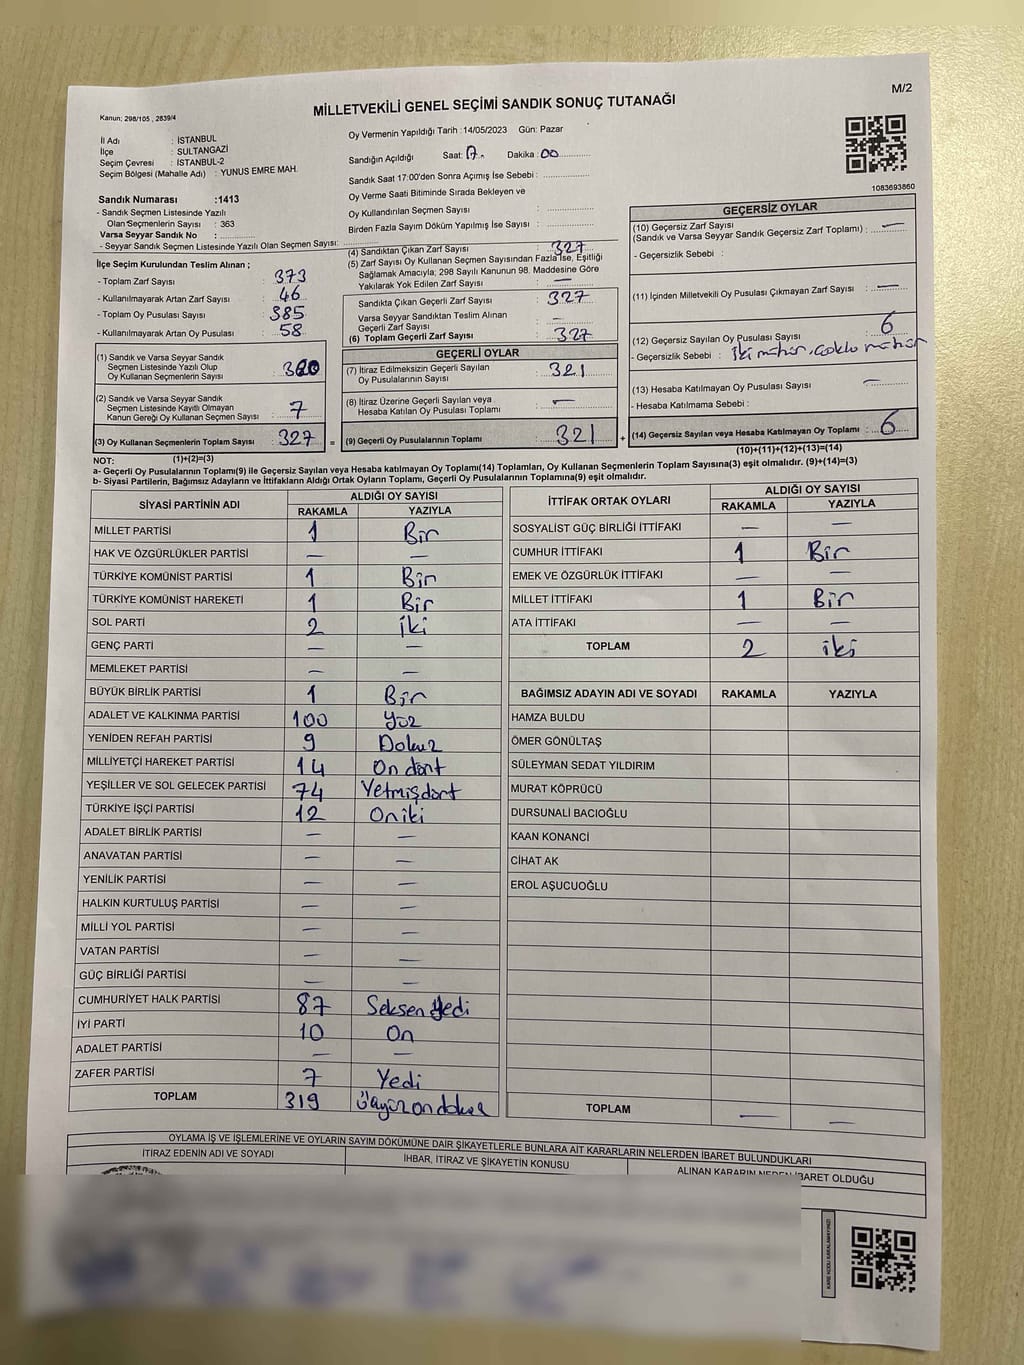 M/2
MİLLETVEKİLİ GENEL SEÇİMİ SANDIK SONUÇ TUTANAĞI
Kanun; 298/105 , 2839/4
İl Adı : İSTANBUL
İlçe : SULTANGAZİ
Seçim Çevresi : İSTANBUL-2
Seçim Bölgesi (Mahalle Adı) : YUNUS EMRE MAH.
Oy Vermenin Yapıldığı Tarih : 14/05/2023 Gün: Pazar
Sandığın Açıldığı Saat: 17 Dakika 00
Sandık Saat 17:00'den Sonra Açımış İse Sebebi :
Oy Verme Saati Bitiminde Sırada Bekleyen ve
Oy Kullandırılan Seçmen Sayısı :
Birden Fazla Sayım Döküm Yapılmış İse Sayısı :
1083693860
Sandık Numarası : 1413
- Sandık Seçmen Listesinde Yazılı
Olan Seçmenlerin Sayısı : 363
Varsa Seyyar Sandık No :
- Seyyar Sandık Seçmen Listesinde Yazılı Olan Seçmen Sayısı:
İlçe Seçim Kurulundan Teslim Alınan ;
- Toplam Zarf Sayısı : 373
- Kullanılmayarak Artan Zarf Sayısı : 46
- Toplam Oy Pusulası Sayısı : 385
- Kullanılmayarak Artan Oy Pusulası : 58
(1) Sandık ve Varsa Seyyar Sandık
Seçmen Listesinde Yazılı Olup
Oy Kullanan Seçmenlerin Sayısı : 320
(2) Sandık ve Varsa Seyyar Sandık
Seçmen Listesinde Kayıtlı Olmayan
Kanun Gereği Oy Kullanan Seçmen Sayısı : 7
(3) Oy Kullanan Seçmenlerin Toplam Sayısı : 327 =
(1)+(2)=(3)
(4) Sandıktan Çıkan Zarf Sayısı : 327
(5) Zarf Sayısı Oy Kullanan Seçmen Sayısından Fazla İse, Eşitliği
Sağlamak Amacıyla; 298 Sayılı Kanunun 98. Maddesine Göre
Yakılarak Yok Edilen Zarf Sayısı : —
Sandıkta Çıkan Geçerli Zarf Sayısı : 327
Varsa Seyyar Sandıktan Teslim Alınan
Geçerli Zarf Sayısı : —
(6) Toplam Geçerli Zarf Sayısı : 327
GEÇERLİ OYLAR
(7) İtiraz Edilmeksizin Geçerli Sayılan
Oy Pusulalarının Sayısı : 321
(8) İtiraz Üzerine Geçerli Sayılan veya
Hesaba Katılan Oy Pusulası Toplamı : —
(9) Geçerli Oy Pusulalarının Toplamı : 321 +
GEÇERSİZ OYLAR
(10) Geçersiz Zarf Sayısı
(Sandık ve Varsa Seyyar Sandık Geçersiz Zarf Toplamı) : —
- Geçersizlik Sebebi :
(11) İçinden Milletvekili Oy Pusulası Çıkmayan Zarf Sayısı : —
(12) Geçersiz Sayılan Oy Pusulası Sayısı : 6
- Geçersizlik Sebebi : iki mühür, çoklu mühür
(13) Hesaba Katılmayan Oy Pusulası Sayısı : —
- Hesaba Katılmama Sebebi :
(14) Geçersiz Sayılan veya Hesaba Katılmayan Oy Toplamı : 6
(10)+(11)+(12)+(13)=(14)
NOT:
a- Geçerli Oy Pusulalarının Toplamı(9) ile Geçersiz Sayılan veya Hesaba katılmayan Oy Toplamı(14) Toplamları, Oy Kullanan Seçmenlerin Toplam Sayısına(3) eşit olmalıdır. (9)+(14)=(3)
b- Siyasi Partilerin, Bağımsız Adayların ve İttifakların Aldığı Ortak Oyların Toplamı, Geçerli Oy Pusulalarının Toplamına(9) eşit olmalıdır.
SİYASİ PARTİNİN ADI ALDIĞI OY SAYISI
RAKAMLA YAZIYLA
MİLLET PARTİSİ 1 Bir
HAK VE ÖZGÜRLÜKLER PARTİSİ — —
TÜRKİYE KOMÜNİST PARTİSİ 1 Bir
TÜRKİYE KOMÜNİST HAREKETİ 1 Bir
SOL PARTİ 2 iki
GENÇ PARTİ — —
MEMLEKET PARTİSİ — —
BÜYÜK BİRLİK PARTİSİ 1 Bir
ADALET VE KALKINMA PARTİSİ 100 Yüz
YENİDEN REFAH PARTİSİ 9 Dokuz
MİLLİYETÇİ HAREKET PARTİSİ 14 On dört
YEŞİLLER VE SOL GELECEK PARTİSİ 74 Yetmişdört
TÜRKİYE İŞÇİ PARTİSİ 12 Oniki
ADALET BİRLİK PARTİSİ — —
ANAVATAN PARTİSİ — —
YENİLİK PARTİSİ — —
HALKIN KURTULUŞ PARTİSİ — —
MİLLİ YOL PARTİSİ — —
VATAN PARTİSİ — —
GÜÇ BİRLİĞİ PARTİSİ — —
CUMHURİYET HALK PARTİSİ 87 Seksen Yedi
İYİ PARTİ 10 On
ADALET PARTİSİ — —
ZAFER PARTİSİ 7 Yedi
TOPLAM 319 üçyüz on dokuz
İTTİFAK ORTAK OYLARI ALDIĞI OY SAYISI
RAKAMLA YAZIYLA
SOSYALİST GÜÇ BİRLİĞİ İTTİFAKI — —
CUMHUR İTTİFAKI 1 Bir
EMEK VE ÖZGÜRLÜK İTTİFAKI — —
MİLLET İTTİFAKI 1 Bir
ATA İTTİFAKI — —
TOPLAM 2 iki
BAĞIMSIZ ADAYIN ADI VE SOYADI RAKAMLA YAZIYLA
HAMZA BULDU
ÖMER GÖNÜLTAŞ
SÜLEYMAN SEDAT YILDIRIM
MURAT KÖPRÜCÜ
DURSUNALİ BACIOĞLU
KAAN KONANCİ
CİHAT AK
EROL AŞUCUOĞLU
TOPLAM — —
OYLAMA İŞ VE İŞLEMLERİNE VE OYLARIN SAYIM DÖKÜMÜNE DAİR ŞİKAYETLERLE BUNLARA AİT KARARLARIN NELERDEN İBARET BULUNDUKLARI
İTİRAZ EDENİN ADI VE SOYADI İHBAR, İTİRAZ VE ŞİKAYETİN KONUSU ALINAN KARARIN NEDEN İBARET OLDUĞU
KARE KODU KARALAMAYINIZ!